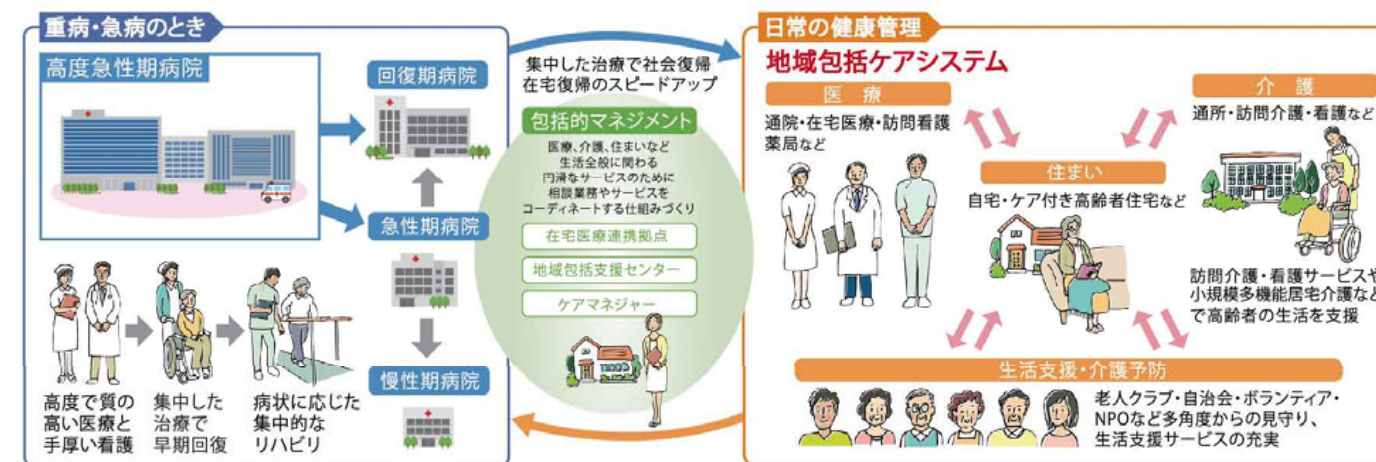 重病・急病のとき
高度急性期病院
回復期病院
急性期病院
慢性期病院
高度で質の
高い医療と
手厚い看護
集中した
治療で
早期回復
病状に応じた
集中的な
リハビリ
集中した治療で社会復帰
在宅復帰のスピードアップ
包括的マネジメント
医療、介護、住まいなど
生活全般に関わる
円滑なサービスのために
相談業務やサービスを
コーディネートする仕組みづくり
在宅医療連携拠点
地域包括支援センター
ケアマネジャー
日常の健康管理
地域包括ケアシステム
医 療
通院・在宅医療・訪問看護
薬局など
介 護
通所・訪問介護・看護など
住まい
自宅・ケア付き高齢者住宅など
訪問介護・看護サービスや
小規模多機能居宅介護など
で高齢者の生活を支援
生活支援・介護予防
老人クラブ・自治会・ボランティア・
NPOなど多角度からの見守り、
生活支援サービスの充実